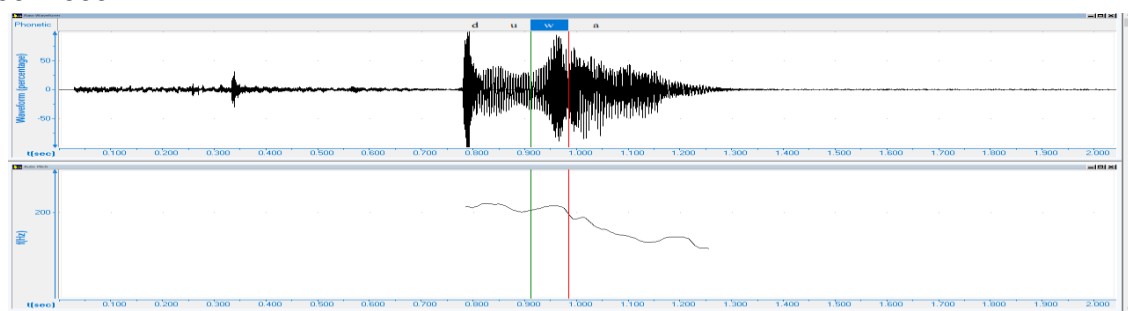 Raw Waveform
Phonetic d u w a
Waveform (percentage)
50
0
-50
t(sec) 0.100 0.200 0.300 0.400 0.500 0.600 0.700 0.800 0.900 1.000 1.100 1.200 1.300 1.400 1.500 1.600 1.700 1.800 1.900 2.000
Auto Pitch
f(Hz)
200
t(sec) 0.100 0.200 0.300 0.400 0.500 0.600 0.700 0.800 0.900 1.000 1.100 1.200 1.300 1.400 1.500 1.600 1.700 1.800 1.900 2.000